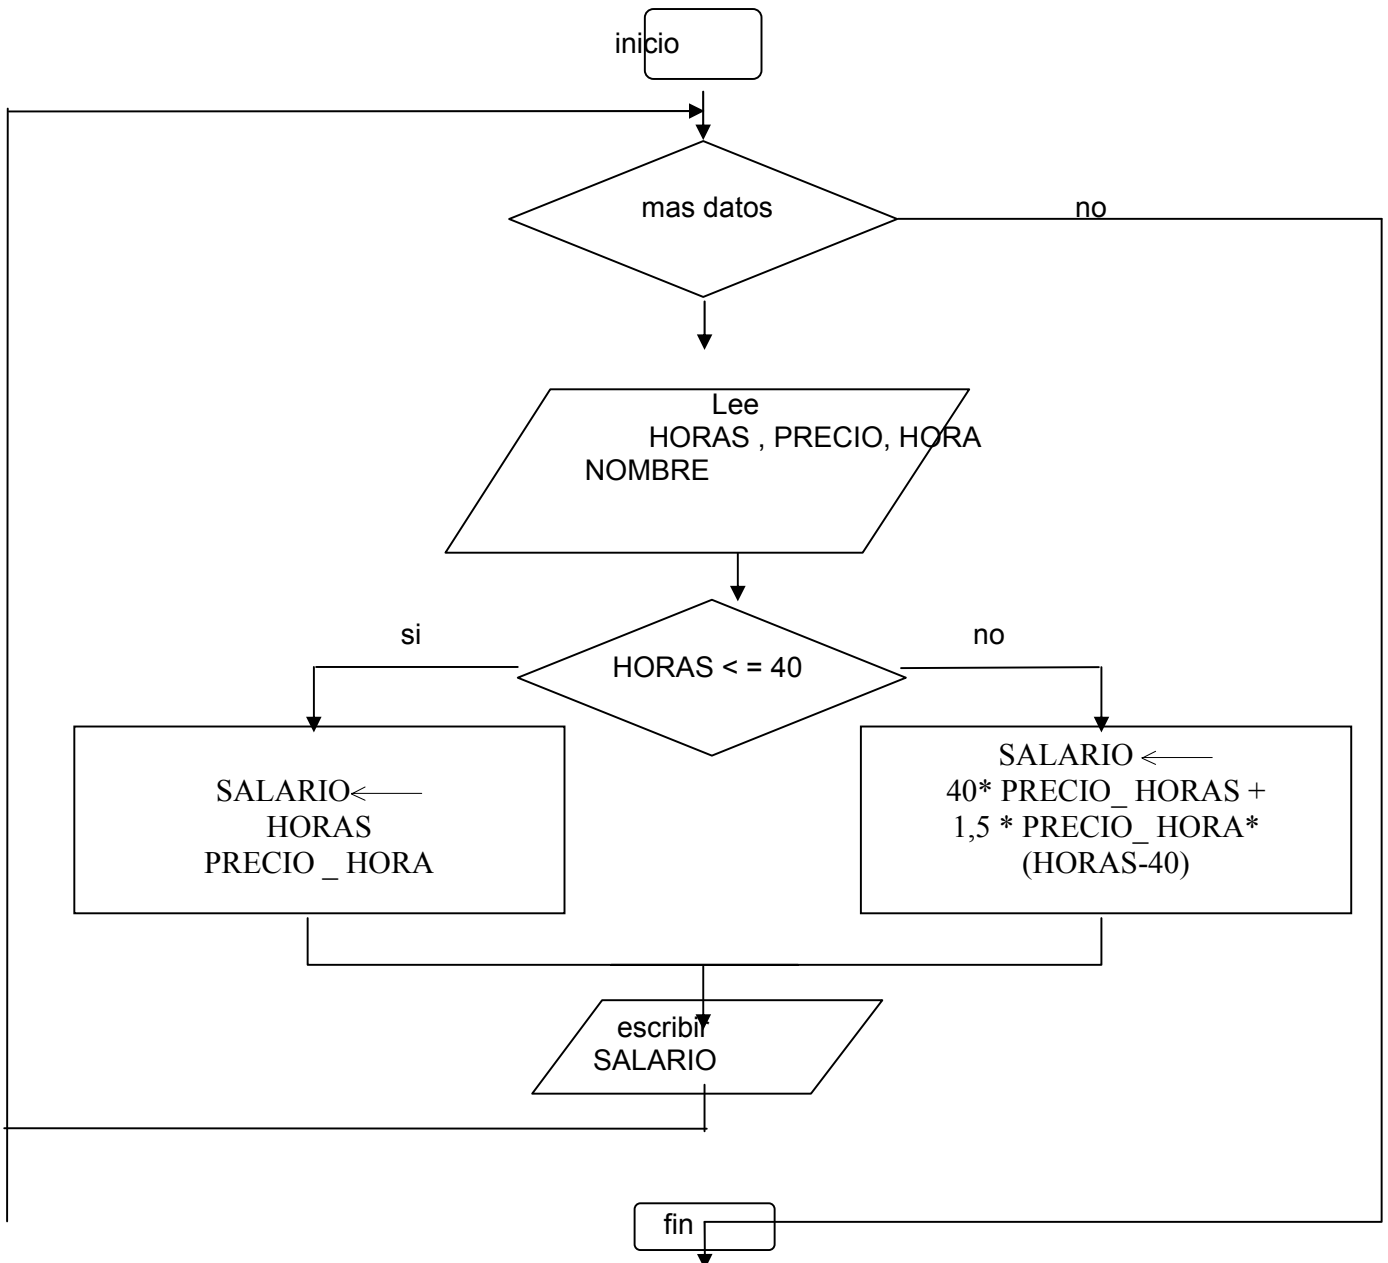 inicio
mas datos
no
Lee
HORAS , PRECIO, HORA
NOMBRE
si
no
HORAS < = 40
SALARIO←
HORAS
PRECIO _ HORA
SALARIO ←
40* PRECIO_ HORAS +
1,5 * PRECIO_ HORA*
(HORAS-40)
escribir
SALARIO
fin